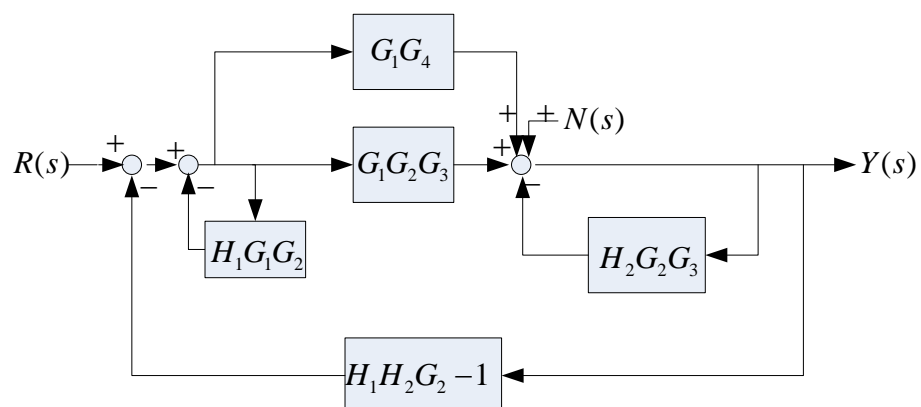 G₁G₄
+ + N(s)
R(s) + + G₁G₂G₃ + Y(s)
− − −
H₁G₁G₂ H₂G₂G₃
H₁H₂G₂ −1